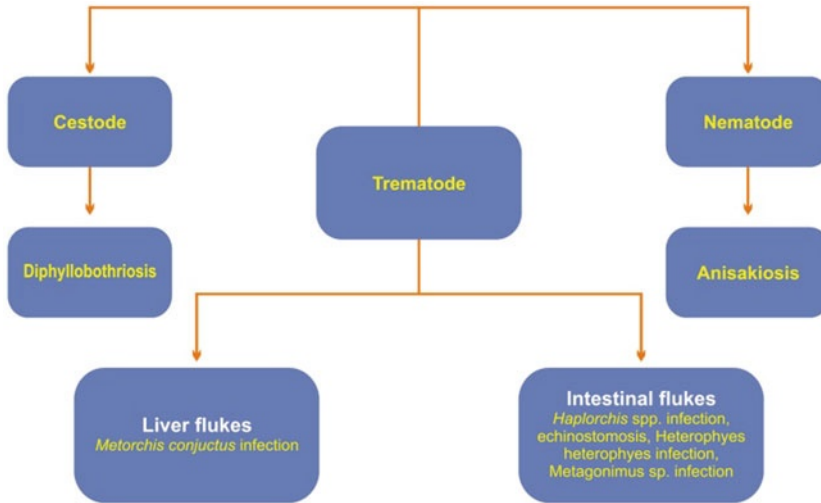 Cestode
Trematode
Nematode
Diphyllobothriosis
Anisakiosis
Liver flukes
Metorchis conjuctus infection
Intestinal flukes
Haplorchis spp. infection,
echinostomosis, Heterophyes
heterophyes infection,
Metagonimus sp. infection